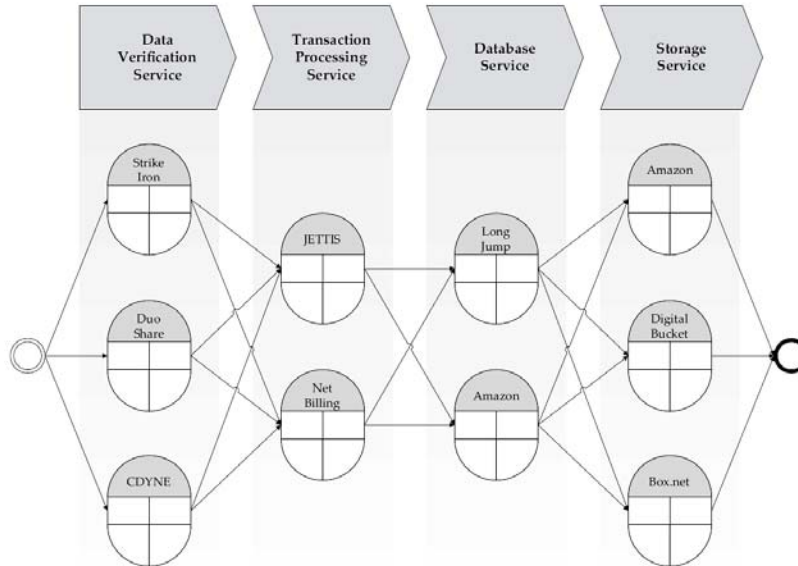 Data
Verification
Service
Transaction
Processing
Service
Database
Service
Storage
Service
Strike
Iron
Amazon
JETTIS
Long
Jump
Duo
Share
Digital
Bucket
Net
Billing
Amazon
CDYNE
Box.net